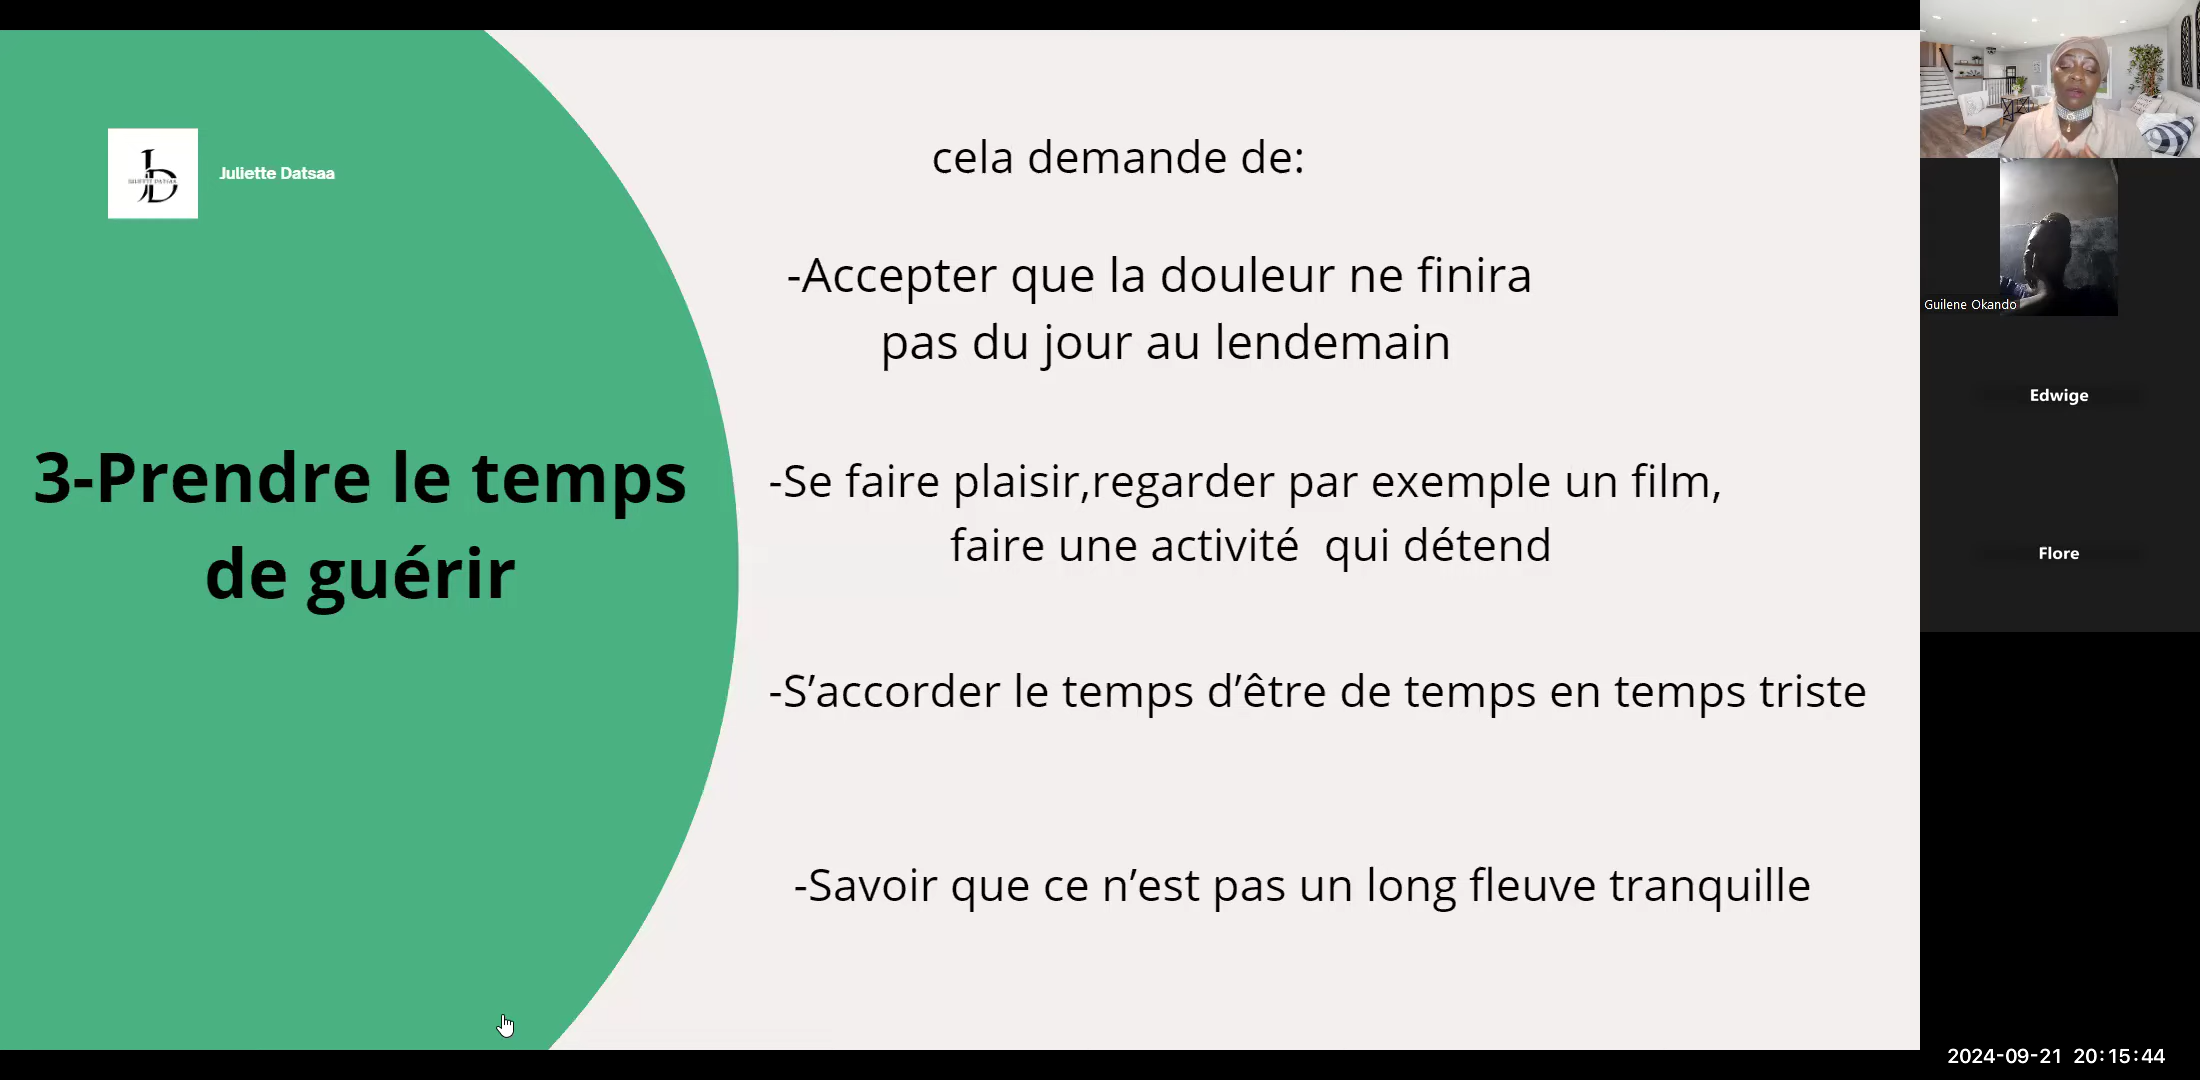 JD
JULIETTE DATSAA
Juliette Datsaa
3-Prendre le temps
de guérir
cela demande de:
-Accepter que la douleur ne finira
pas du jour au lendemain
-Se faire plaisir,regarder par exemple un film,
faire une activité  qui détend
-S’accorder le temps d’être de temps en temps triste
-Savoir que ce n’est pas un long fleuve tranquille
Guilene Okando
Edwige
Flore
2024-09-21 20:15:44